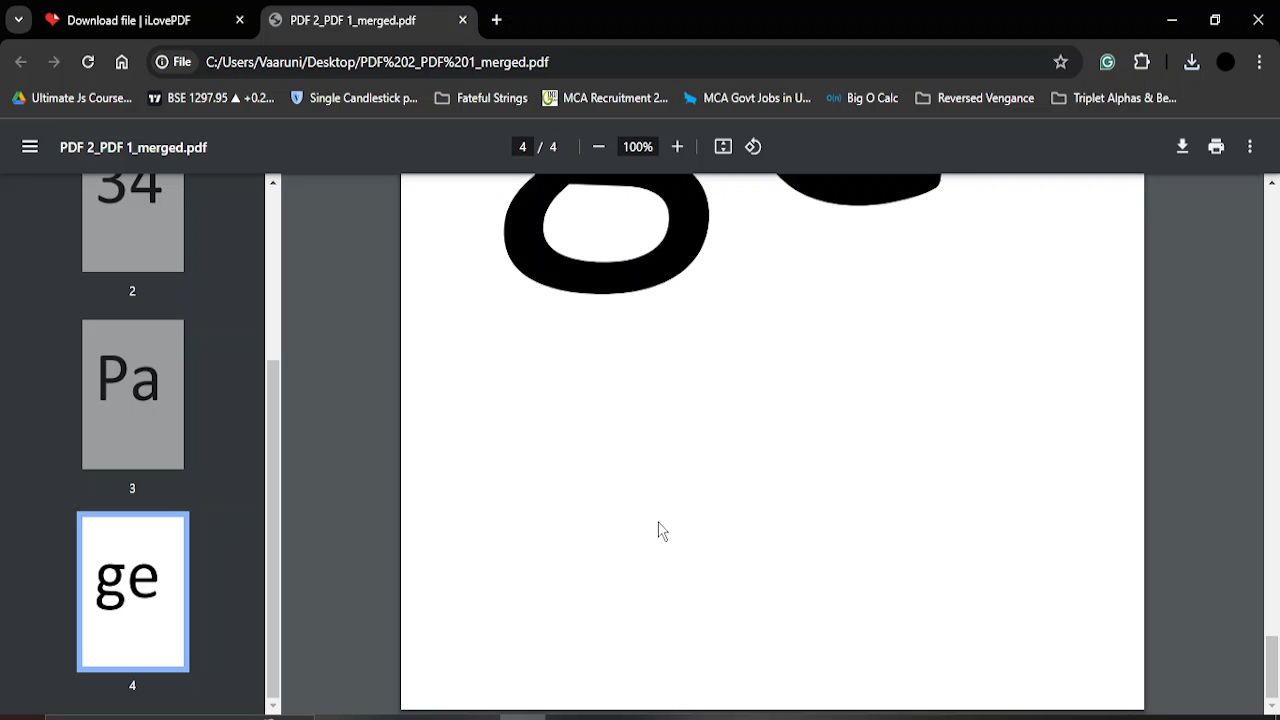 Download file | iLovePDF
PDF 2_PDF 1_merged.pdf
File
C:/Users/Vaaruni/Desktop/PDF%202_PDF%201_merged.pdf
Ultimate Js Course...
BSE 1297.95 ▲ +0.2...
Single Candlestick p...
Fateful Strings
MCA Recruitment 2...
MCA Govt Jobs in U...
O(n) Big O Calc
Reversed Vengance
Triplet Alphas & Be...
PDF 2_PDF 1_merged.pdf
4 / 4
100%
34
2
Pa
3
ge
4
ge